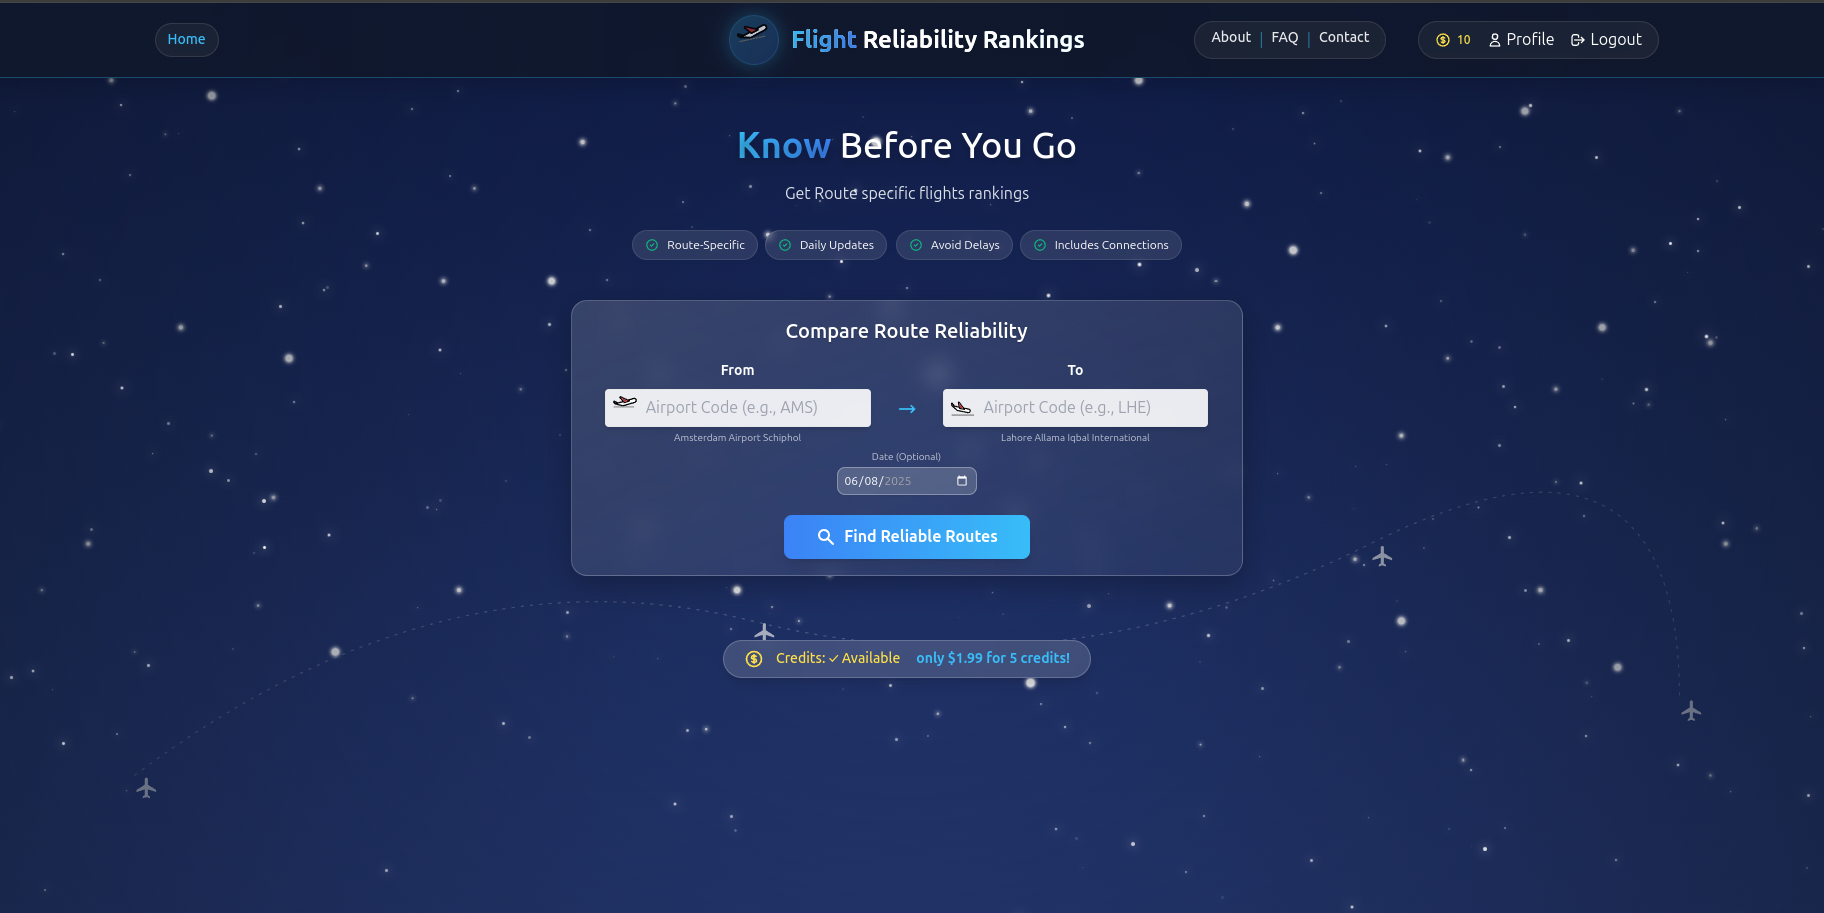 Home
Flight Reliability Rankings
About | FAQ | Contact
10 Profile Logout
Know Before You Go
Get Route specific flights rankings
Route-Specific Daily Updates Avoid Delays Includes Connections
Compare Route Reliability
From To
Airport Code (e.g., AMS) → Airport Code (e.g., LHE)
Amsterdam Airport Schiphol Lahore Allama Iqbal International
Date (Optional)
06/08/2025
Find Reliable Routes
Credits: ✓ Available only $1.99 for 5 credits!